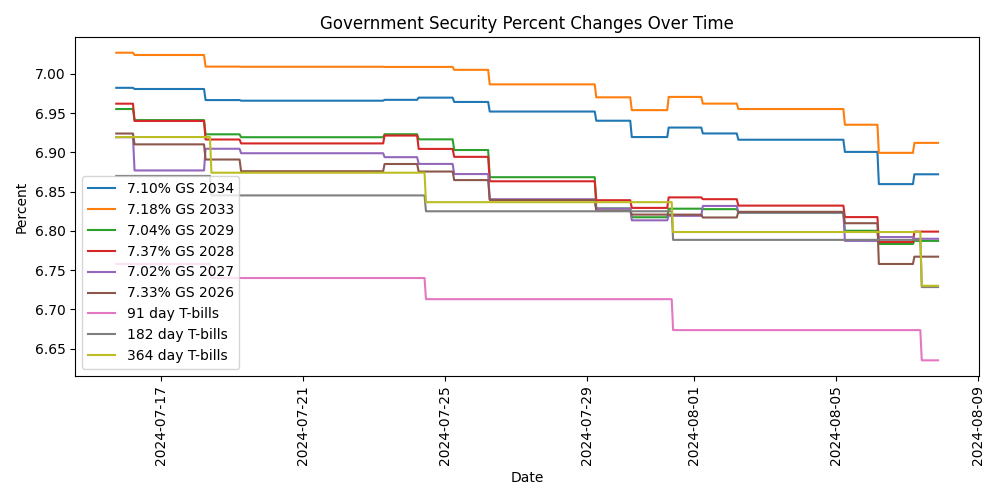 Government Security Percent Changes Over Time
Percent
7.00
6.95
6.90
6.85
6.80
6.75
6.70
6.65
7.10% GS 2034
7.18% GS 2033
7.04% GS 2029
7.37% GS 2028
7.02% GS 2027
7.33% GS 2026
91 day T-bills
182 day T-bills
364 day T-bills
2024-07-17
2024-07-21
2024-07-25
2024-07-29
2024-08-01
2024-08-05
2024-08-09
Date